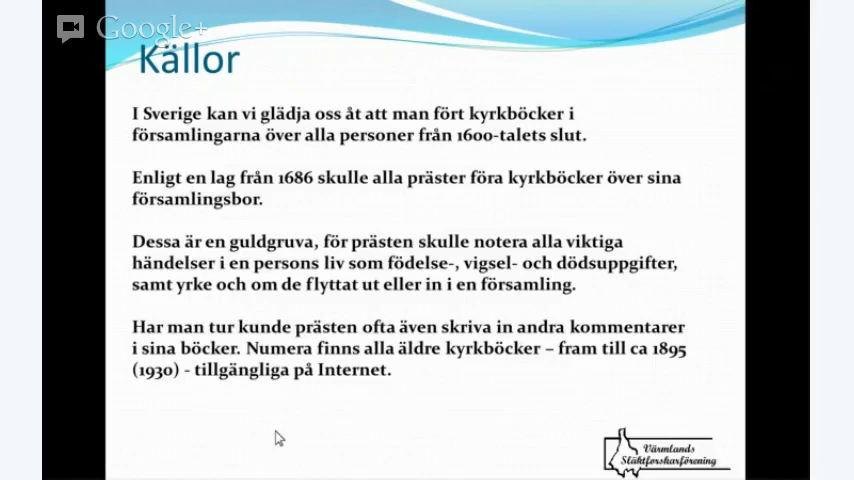 Google+
Källor
I Sverige kan vi glädja oss åt att man fört kyrkböcker i
församlingarna över alla personer från 1600-talets slut.
Enligt en lag från 1686 skulle alla präster föra kyrkböcker över sina
församlingsbor.
Dessa är en guldgruva, för prästen skulle notera alla viktiga
händelser i en persons liv som födelse-, vigsel- och dödsuppgifter,
samt yrke och om de flyttat ut eller in i en församling.
Har man tur kunde prästen ofta även skriva in andra kommentarer
i sina böcker. Numera finns alla äldre kyrkböcker – fram till ca 1895
(1930) - tillgängliga på Internet.
Värmlands
Släktforskarförening